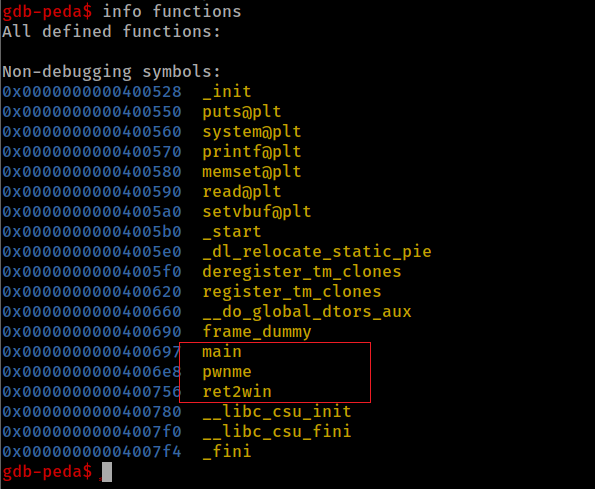 gdb-peda$ info functions
All defined functions:
Non-debugging symbols:
0x0000000000400528  _init
0x0000000000400550  puts@plt
0x0000000000400560  system@plt
0x0000000000400570  printf@plt
0x0000000000400580  memset@plt
0x0000000000400590  read@plt
0x00000000004005a0  setvbuf@plt
0x00000000004005b0  _start
0x00000000004005e0  _dl_relocate_static_pie
0x00000000004005f0  deregister_tm_clones
0x0000000000400620  register_tm_clones
0x0000000000400660  __do_global_dtors_aux
0x0000000000400690  frame_dummy
0x0000000000400697  main
0x00000000004006e8  pwnme
0x0000000000400756  ret2win
0x0000000000400780  __libc_csu_init
0x00000000004007f0  __libc_csu_fini
0x00000000004007f4  _fini
gdb-peda$